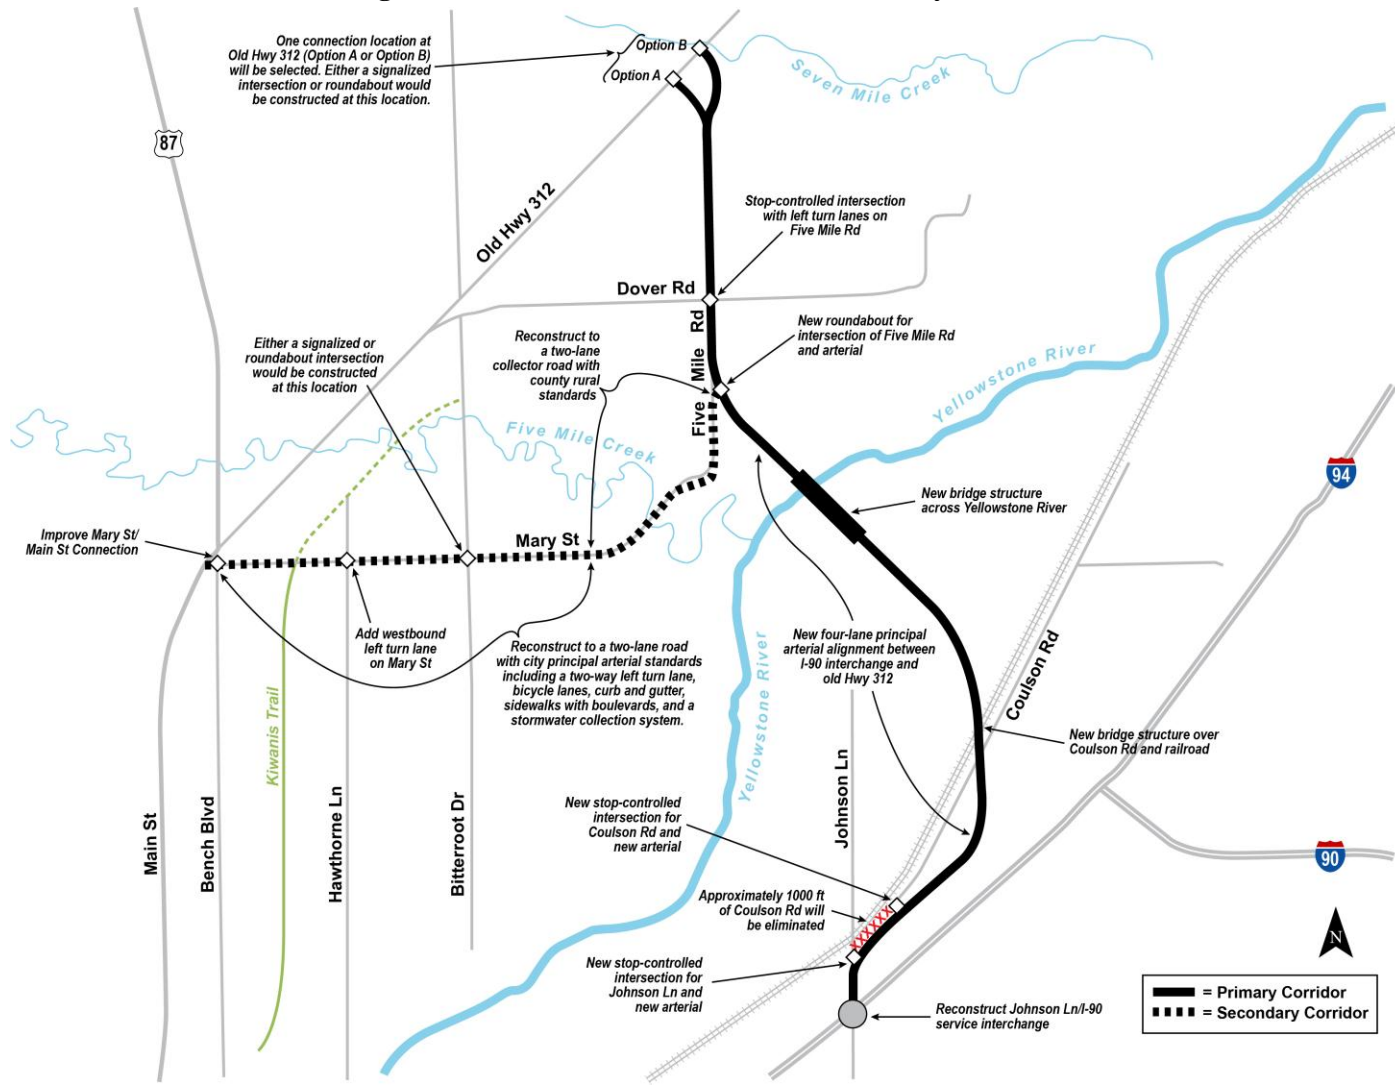 One connection location at
Old Hwy 312 (Option A or Option B)
will be selected. Either a signalized
intersection or roundabout would
be constructed at this location.
Option B
Option A
Seven Mile Creek
87
Old Hwy 312
Stop-controlled intersection
with left turn lanes on
Five Mile Rd
Dover Rd
Five Mile Rd
New roundabout for
intersection of Five Mile Rd
and arterial
Either a signalized or
roundabout intersection
would be constructed
at this location
Reconstruct to
a two-lane
collector road with
county rural
standards
Yellowstone River
Five Mile Creek
94
New bridge structure
across Yellowstone River
Improve Mary St/
Main St Connection
Mary St
Add westbound
left turn lane
on Mary St
Reconstruct to a two-lane road
with city principal arterial standards
including a two-way left turn lane,
bicycle lanes, curb and gutter,
sidewalks with boulevards, and a
stormwater collection system.
New four-lane principal
arterial alignment between
I-90 interchange and
old Hwy 312
Yellowstone River
Coulson Rd
Kiwanis Trail
New bridge structure over
Coulson Rd and railroad
Main St
Bench Blvd
Hawthorne Ln
Bitterroot Dr
Johnson Ln
New stop-controlled
intersection for
Coulson Rd and
new arterial
90
Approximately 1000 ft
of Coulson Rd will
be eliminated
XXXXXX
N
New stop-controlled
intersection for
Johnson Ln and
new arterial
Reconstruct Johnson Ln/I-90
service interchange
= Primary Corridor
= Secondary Corridor